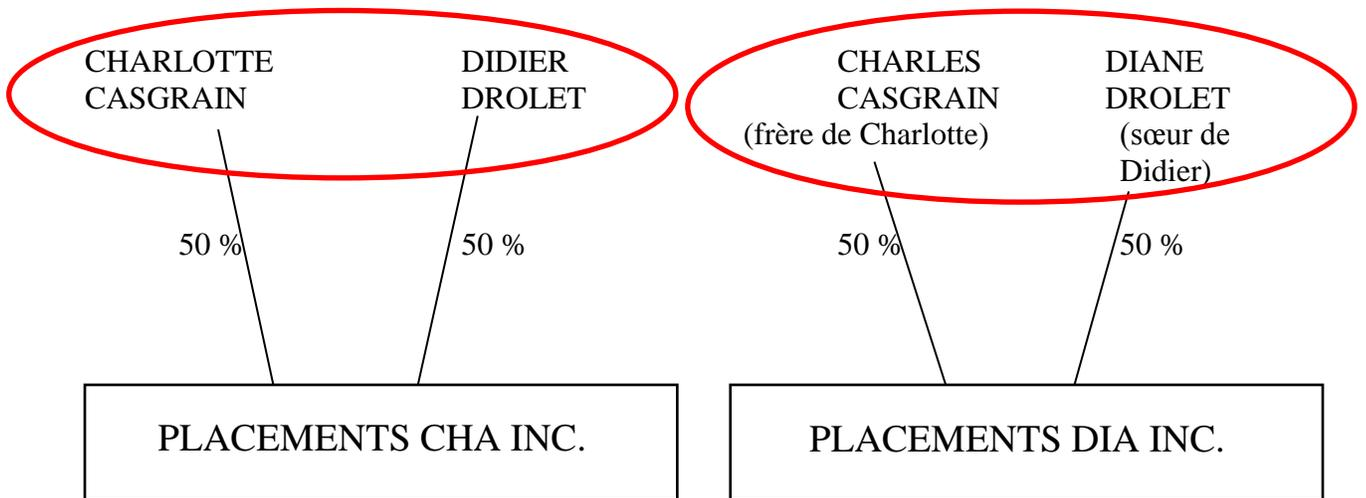 CHARLOTTE
CASGRAIN
DIDIER
DROLET
CHARLES
CASGRAIN
(frère de Charlotte)
DIANE
DROLET
(sœur de
Didier)
50 %
50 %
50 %
50 %
PLACEMENTS CHA INC.
PLACEMENTS DIA INC.